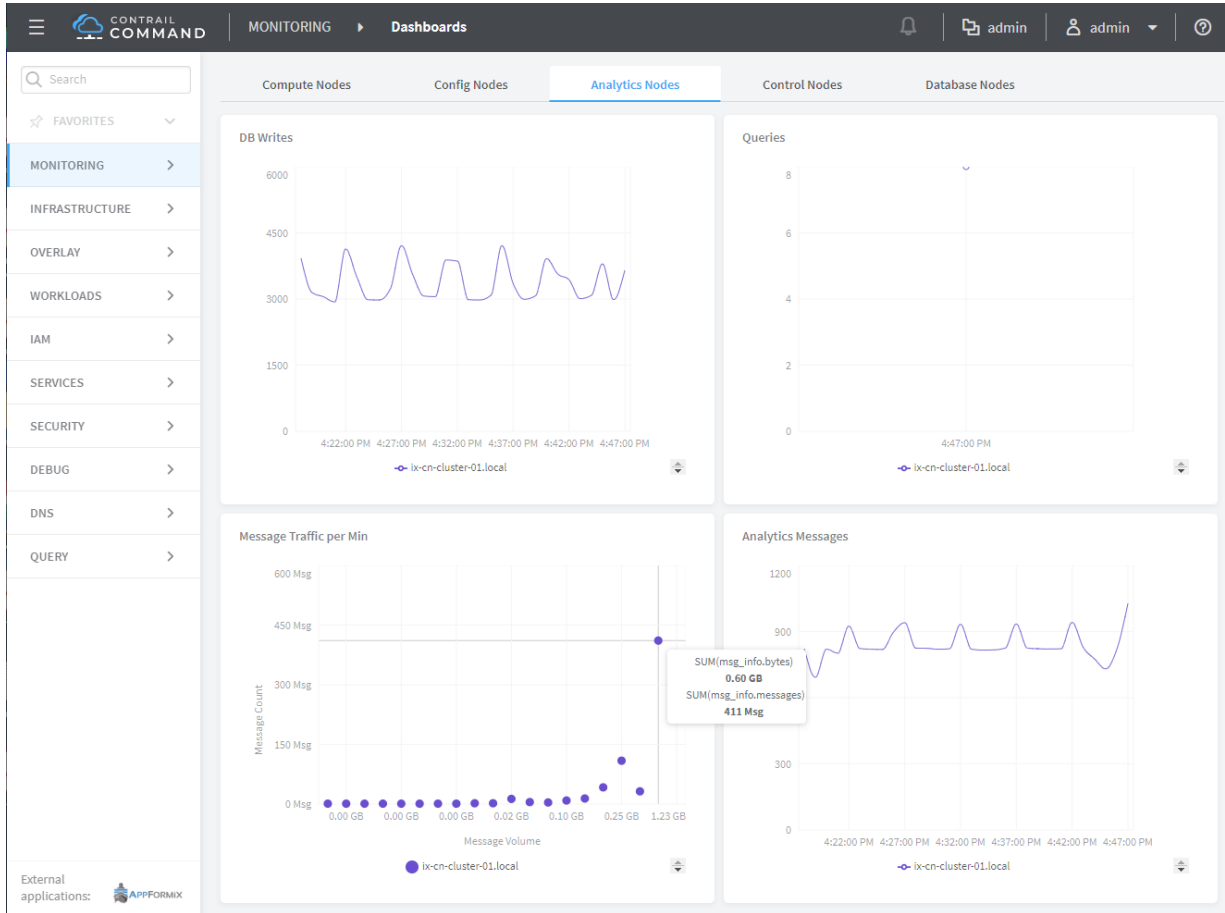 CONTRAIL
COMMAND
MONITORING
Dashboards
admin
admin
Search
FAVORITES
MONITORING
INFRASTRUCTURE
OVERLAY
WORKLOADS
IAM
SERVICES
SECURITY
DEBUG
DNS
QUERY
External
applications:
APPFORMIX
Compute Nodes
Config Nodes
Analytics Nodes
Control Nodes
Database Nodes
DB Writes
6000
4500
3000
1500
0
4:22:00 PM 4:27:00 PM 4:32:00 PM 4:37:00 PM 4:42:00 PM 4:47:00 PM
ix-cn-cluster-01.local
Queries
8
6
4
2
0
4:47:00 PM
ix-cn-cluster-01.local
Message Traffic per Min
600 Msg
450 Msg
300 Msg
150 Msg
0 Msg
Message Count
0.00 GB 0.00 GB 0.00 GB 0.02 GB 0.10 GB 0.25 GB 1.23 GB
Message Volume
ix-cn-cluster-01.local
SUM(msg_info.bytes)
0.60 GB
SUM(msg_info.messages)
411 Msg
Analytics Messages
1200
900
300
0
4:22:00 PM 4:27:00 PM 4:32:00 PM 4:37:00 PM 4:42:00 PM 4:47:00 PM
ix-cn-cluster-01.local